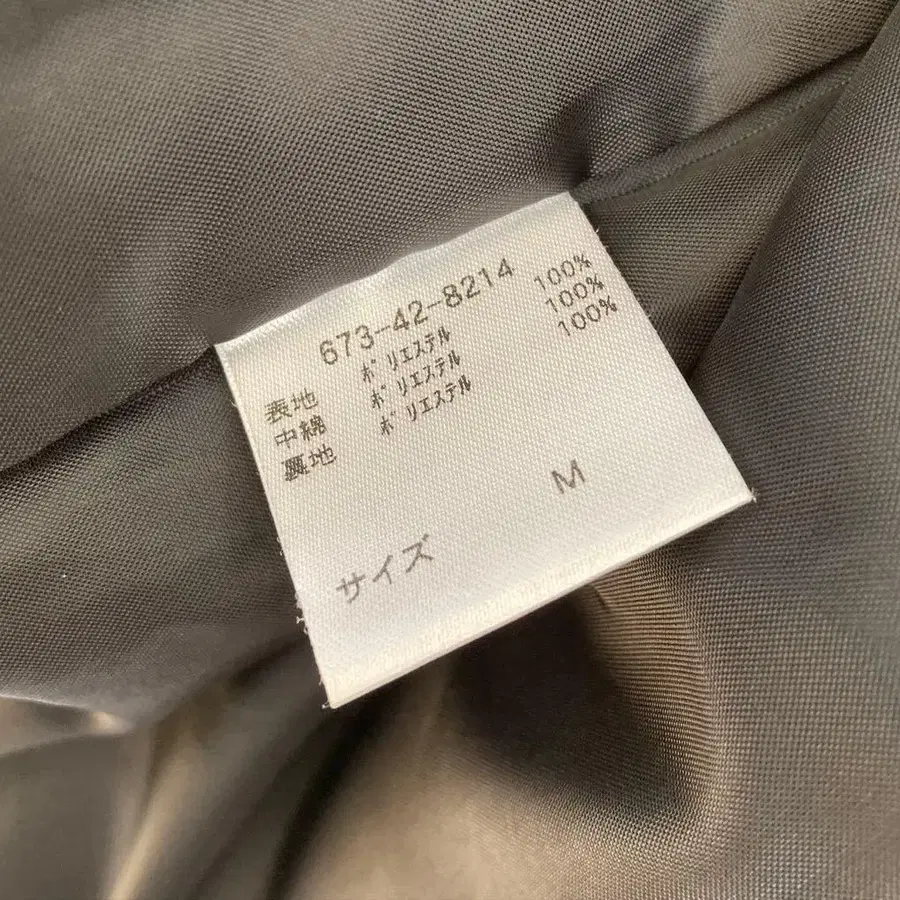 673-42-8214
表地 ポリエステル 100%
中綿 ポリエステル 100%
裏地 ポリエステル 100%
サイズ M